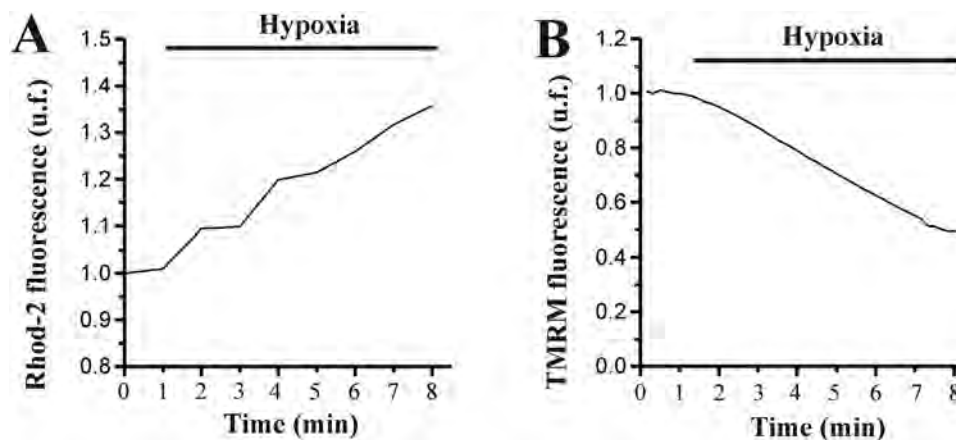 A
Hypoxia
Rhod-2 fluorescence (u.f.)
1.5
1.4
1.3
1.2
1.1
1.0
0.9
0.8
0 1 2 3 4 5 6 7 8
Time (min)
B
Hypoxia
TMRM fluorescence (u.f.)
1.2
1.0
0.8
0.6
0.4
0.2
0.0
0 1 2 3 4 5 6 7 8
Time (min)